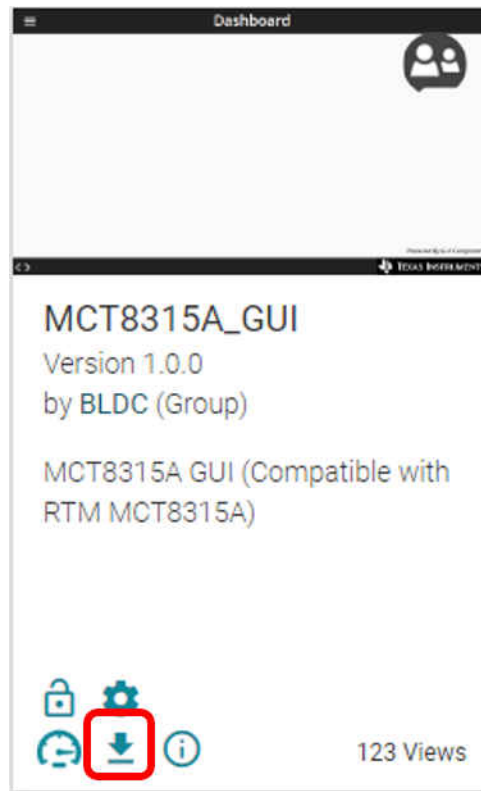 Dashboard
TEXAS INSTRUMENTS
MCT8315A_GUI
Version 1.0.0
by BLDC (Group)
MCT8315A GUI (Compatible with
RTM MCT8315A)
123 Views